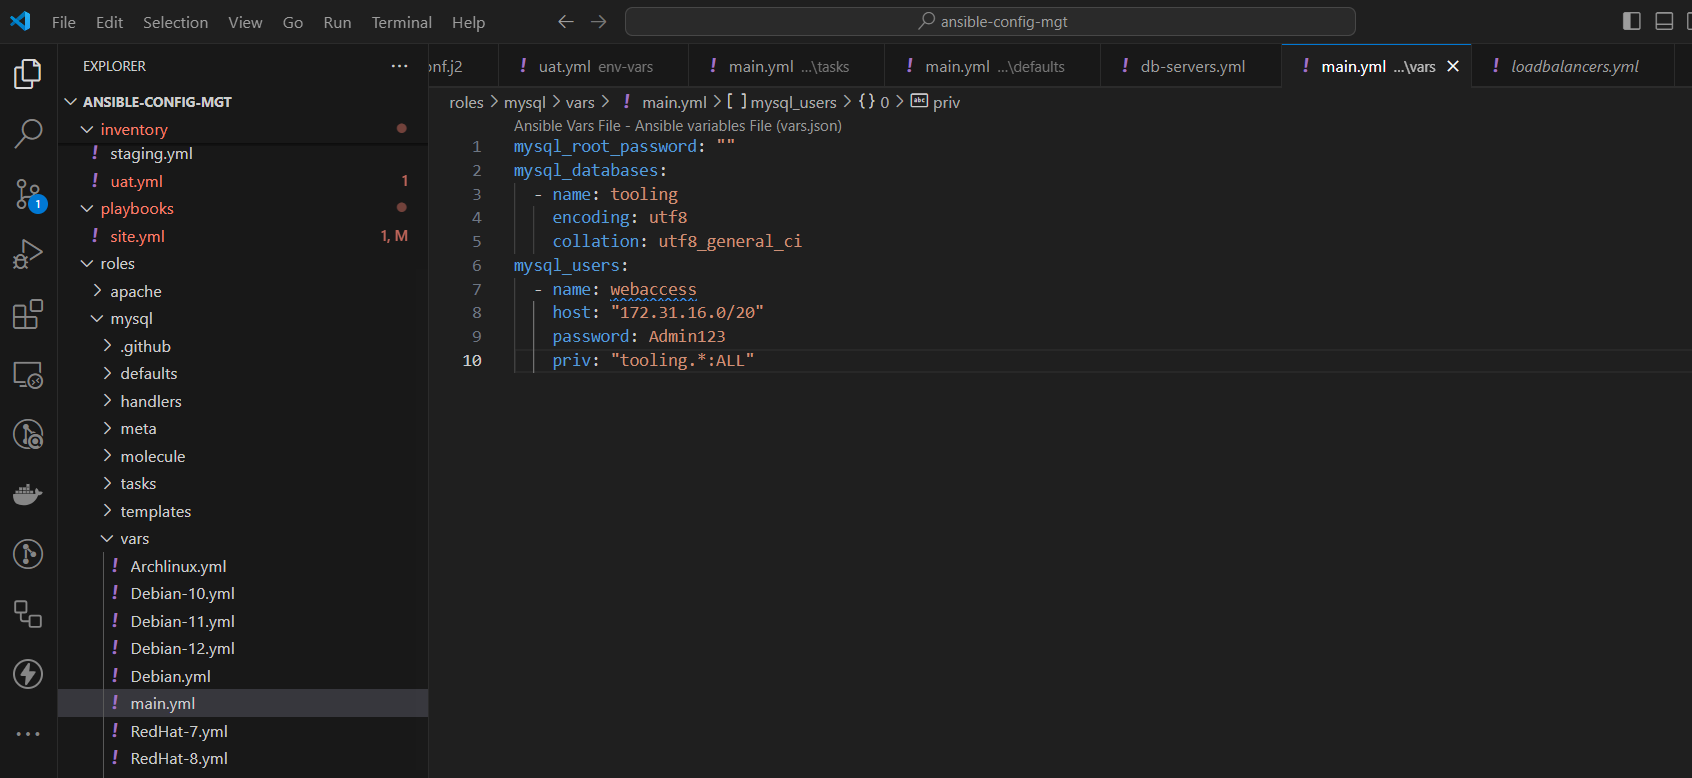 File Edit Selection View Go Run Terminal Help
ansible-config-mgt
EXPLORER
ANSIBLE-CONFIG-MGT
inventory
staging.yml
uat.yml 1
playbooks
site.yml 1, M
roles
apache
mysql
.github
defaults
handlers
meta
molecule
tasks
templates
vars
Archlinux.yml
Debian-10.yml
Debian-11.yml
Debian-12.yml
Debian.yml
main.yml
RedHat-7.yml
RedHat-8.yml
1
onf.j2 ! uat.yml env-vars ! main.yml ...\tasks ! main.yml ...\defaults ! db-servers.yml ! main.yml ...\vars ! loadbalancers.yml
roles > mysql > vars > ! main.yml > [ ] mysql_users > {} 0 > abc priv
Ansible Vars File - Ansible variables File (vars.json)
1 mysql_root_password: ""
2 mysql_databases:
3 - name: tooling
4 encoding: utf8
5 collation: utf8_general_ci
6 mysql_users:
7 - name: webaccess
8 host: "172.31.16.0/20"
9 password: Admin123
10 priv: "tooling.*:ALL"